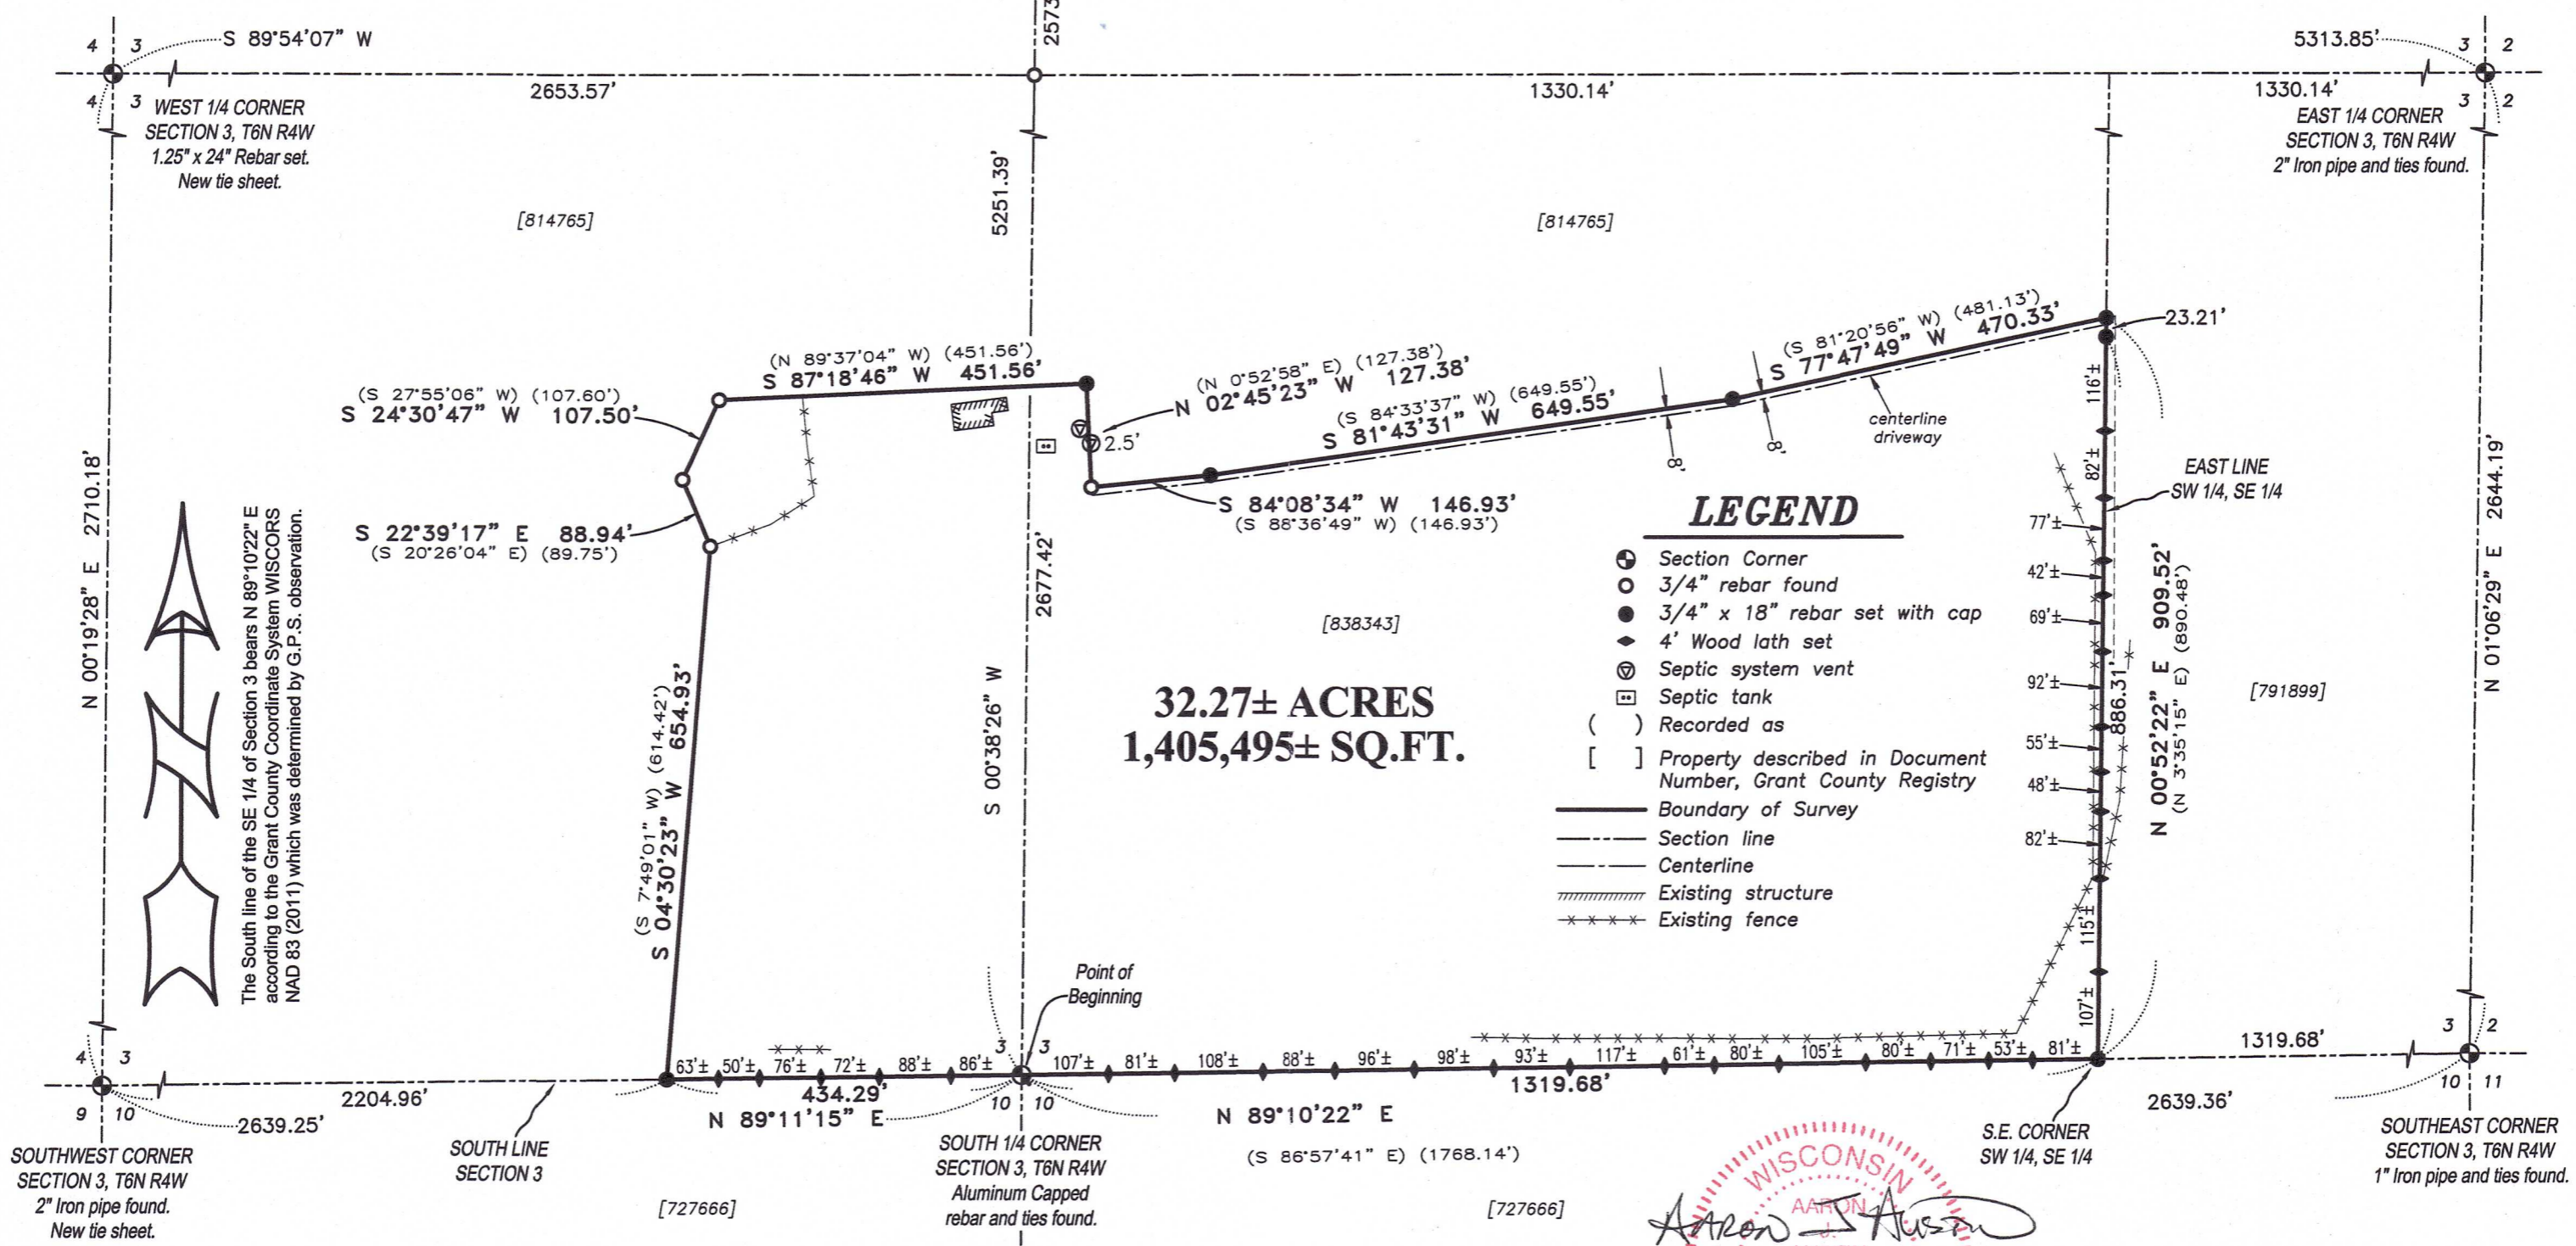 2573
4 3
S 89°54'07" W
5313.85'
3 2
4 3
2653.57'
1330.14'
1330.14'
3 2
WEST 1/4 CORNER
SECTION 3, T6N R4W
1.25" x 24" Rebar set.
New tie sheet.
EAST 1/4 CORNER
SECTION 3, T6N R4W
2" Iron pipe and ties found.
5251.39'
[814765]
[814765]
(N 89°37'04" W) (451.56')
S 87°18'46" W 451.56'
(S 27°55'06" W) (107.60')
S 24°30'47" W 107.50'
(N 0°52'58" E) (127.38')
N 02°45'23" W 127.38'
(S 84°33'37" W) (649.55')
S 81°43'31" W 649.55'
(S 81°20'56" W) (481.13')
S 77°47'49" W 470.33'
23.21'
2.5'
8'
8'
centerline
driveway
S 84°08'34" W 146.93'
(S 88°36'49" W) (146.93')
S 22°39'17" E 88.94'
(S 20°26'04" E) (89.75')
EAST LINE
SW 1/4, SE 1/4
N 00°19'28" E 2710.18'
The South line of the SE 1/4 of Section 3 bears N 89°10'22" E
according to the Grant County Coordinate System WISCORS
NAD 83 (2011) which was determined by G.P.S. observation.
(S 7°49'01" W) (614.42')
S 04°30'23" W 654.93'
2677.42'
S 00°38'26" W
[838343]
32.27± ACRES
1,405,495± SQ.FT.
LEGEND
Section Corner
3/4" rebar found
3/4" x 18" rebar set with cap
4' Wood lath set
Septic system vent
Septic tank
( ) Recorded as
[ ] Property described in Document
Number, Grant County Registry
Boundary of Survey
Section line
Centerline
Existing structure
Existing fence
116'±
82'±
77'±
42'±
69'±
92'±
55'±
48'±
82'±
115'±
107'±
886.31'
N 00°52'22" E 909.52'
(N 3°35'15" E) (890.48')
[791899]
N 01°06'29" E 2644.19'
Point of
Beginning
4 3
3 3
3 2
63'± 50'± 76'± 72'± 88'± 86'± 107'± 81'± 108'± 88'± 96'± 98'± 93'± 117'± 61'± 80'± 105'± 80'± 71'± 53'± 81'±
1319.68'
9 10
2204.96'
434.29'
10 10
1319.68'
10 11
2639.25'
N 89°11'15" E
N 89°10'22" E
2639.36'
SOUTHWEST CORNER
SECTION 3, T6N R4W
2" Iron pipe found.
New tie sheet.
SOUTH LINE
SECTION 3
SOUTH 1/4 CORNER
SECTION 3, T6N R4W
Aluminum Capped
rebar and ties found.
(S 86°57'41" E) (1768.14')
S.E. CORNER
SW 1/4, SE 1/4
SOUTHEAST CORNER
SECTION 3, T6N R4W
1" Iron pipe and ties found.
[727666]
[727666]
WISCONSIN
AARON
J.
Aaron J Austin